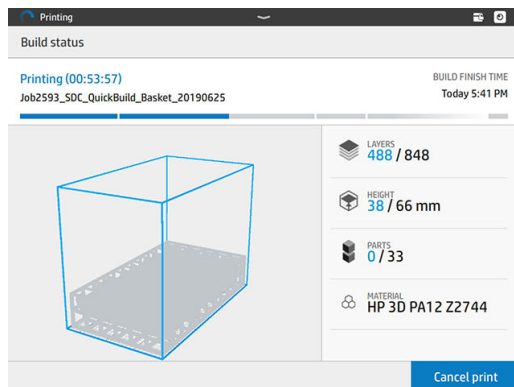 Printing
Build status
Printing (00:53:57)
Job2593_SDC_QuickBuild_Basket_20190625
BUILD FINISH TIME
Today 5:41 PM
LAYERS
488 / 848
HEIGHT
38 / 66 mm
PARTS
0 / 33
MATERIAL
HP 3D PA12 Z2744
Cancel print